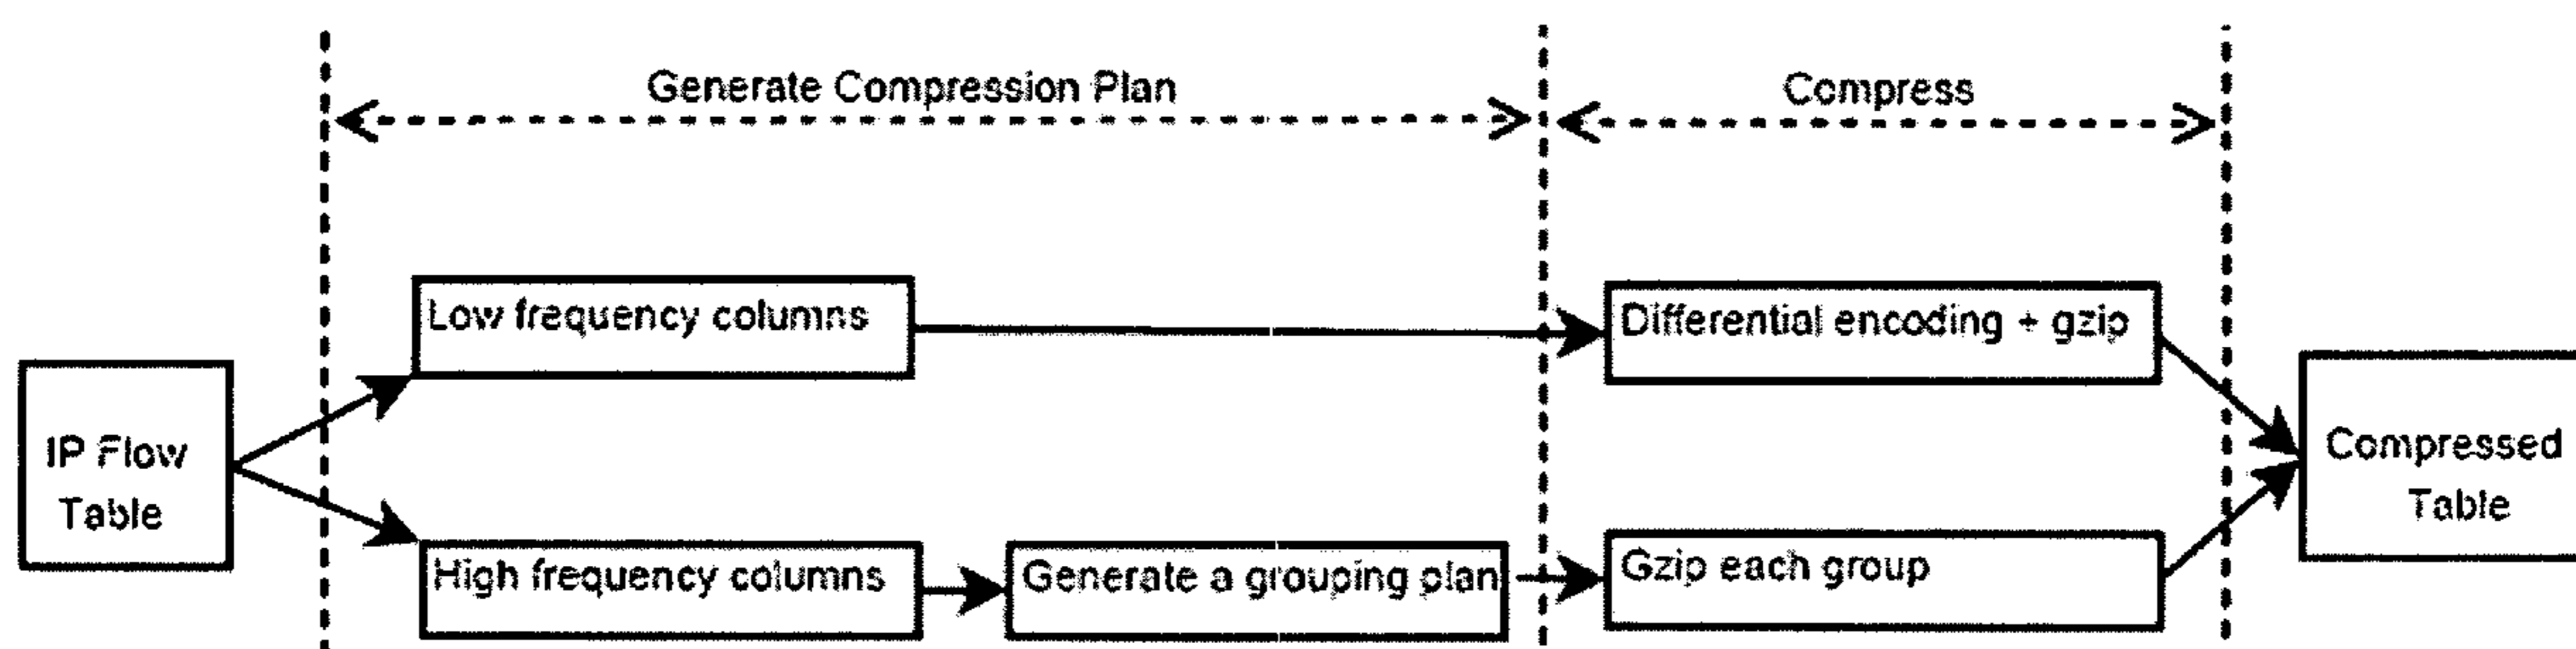 Generate Compression Plan
Compress
Low frequency columns
Differential encoding + gzip
IP Flow
Table
Compressed
Table
High frequency columns
Generate a grouping plan
Gzip each group